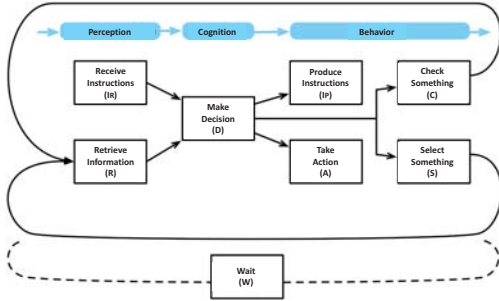 Perception
Cognition
Behavior
Receive
Instructions
(IR)
Produce
Instructions
(IP)
Check
Something
(C)
Make
Decision
(D)
Retrieve
Information
(R)
Take
Action
(A)
Select
Something
(S)
Wait
(W)